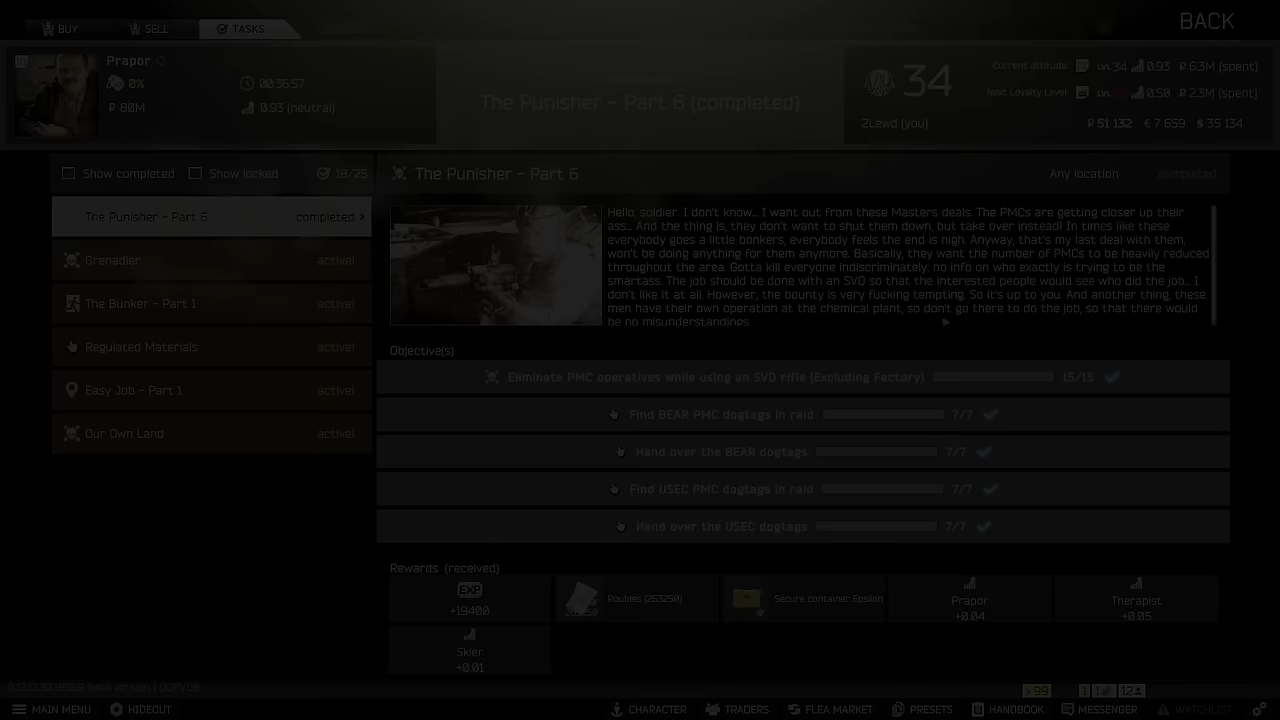 BUY
SELL
TASKS
BACK
Prapor
0%
00:36:57
₽ 80M
0.93 (neutral)
The Punisher - Part 6 (completed)
34
Current attitude:
LVL 34
0.93
₽ 6.3M (spent)
Next Loyalty Level:
LVL
0.50
₽ 2.3M (spent)
2Lewd (you)
₽ 51 132
€ 7 659
$ 35 134
Show completed
Show locked
18/25
The Punisher - Part 6
Any location
completed
The Punisher - Part 6
completed
Grenadier
active!
The Bunker - Part 1
active!
Regulated Materials
active!
Easy Job - Part 1
active!
Our Own Land
active!
Hello, soldier. I don't know... I want out from these Masters deals. The PMCs are getting closer up their
ass... And the thing is, they don't want to shut them down, but take over instead! In times like these
everybody goes a little bonkers, everybody feels the end is nigh. Anyway, that's my last deal with them,
won't be doing anything for them anymore. Basically, they want the number of PMCs to be heavily reduced
throughout the area. Gotta kill everyone indiscriminately: no info on who exactly is trying to be the
smartass. The job should be done with an SVD so that the interested people would see who did the job... I
don't like it at all. However, the bounty is very fucking tempting. So it's up to you. And another thing, these
men have their own operation at the chemical plant, so don't go there to do the job, so that there would
be no misunderstandings.
Objective(s)
Eliminate PMC operatives while using an SVD rifle (Excluding Factory)
15/15
Find BEAR PMC dogtags in raid
7/7
Hand over the BEAR dogtags
7/7
Find USEC PMC dogtags in raid
7/7
Hand over the USEC dogtags
7/7
Rewards (received)
EXP
+19400
Roubles (263250)
Secure container Epsilon
Prapor
+0.04
Therapist
+0.05
Skier
+0.01
> 99
1
1
12
MAIN MENU
HIDEOUT
CHARACTER
TRADERS
FLEA MARKET
PRESETS
HANDBOOK
MESSENGER
WATCHLIST